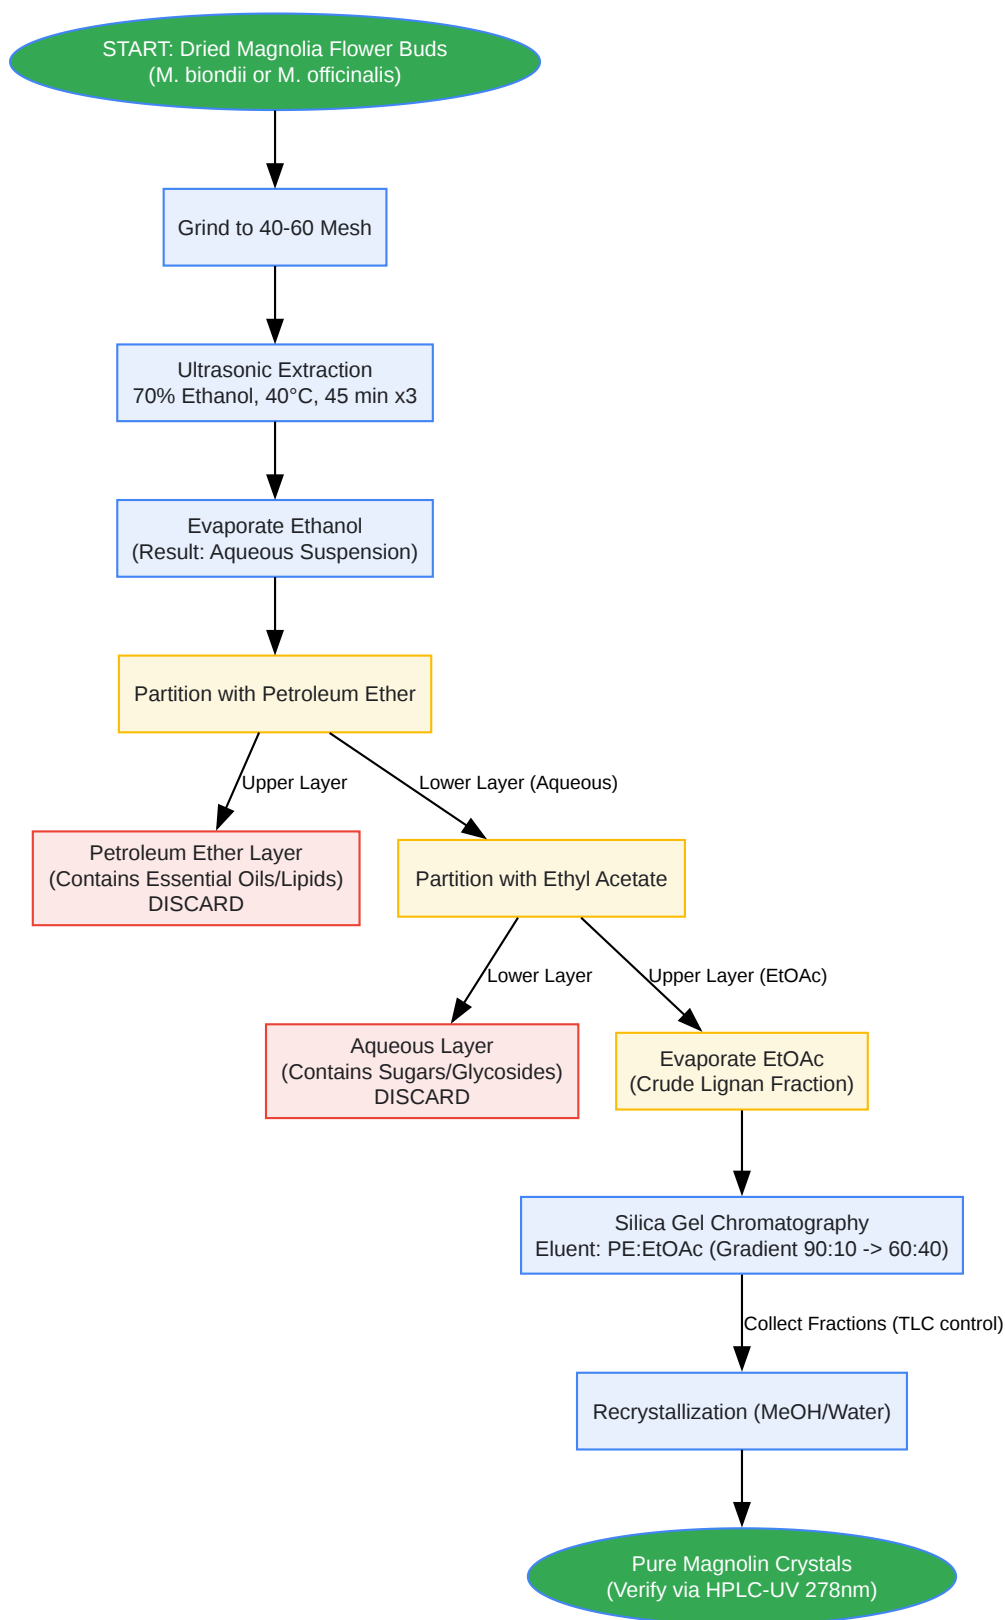 START: Dried Magnolia Flower Buds
(M. biondii or M. officinalis)
Grind to 40-60 Mesh
Ultrasonic Extraction
70% Ethanol, 40°C, 45 min x3
Evaporate Ethanol
(Result: Aqueous Suspension)
Partition with Petroleum Ether
Upper Layer
Lower Layer (Aqueous)
Petroleum Ether Layer
(Contains Essential Oils/Lipids)
DISCARD
Partition with Ethyl Acetate
Lower Layer
Upper Layer (EtOAc)
Aqueous Layer
(Contains Sugars/Glycosides)
DISCARD
Evaporate EtOAc
(Crude Lignan Fraction)
Silica Gel Chromatography
Eluent: PE:EtOAc (Gradient 90:10 -> 60:40)
Collect Fractions (TLC control)
Recrystallization (MeOH/Water)
Pure Magnolin Crystals
(Verify via HPLC-UV 278nm)